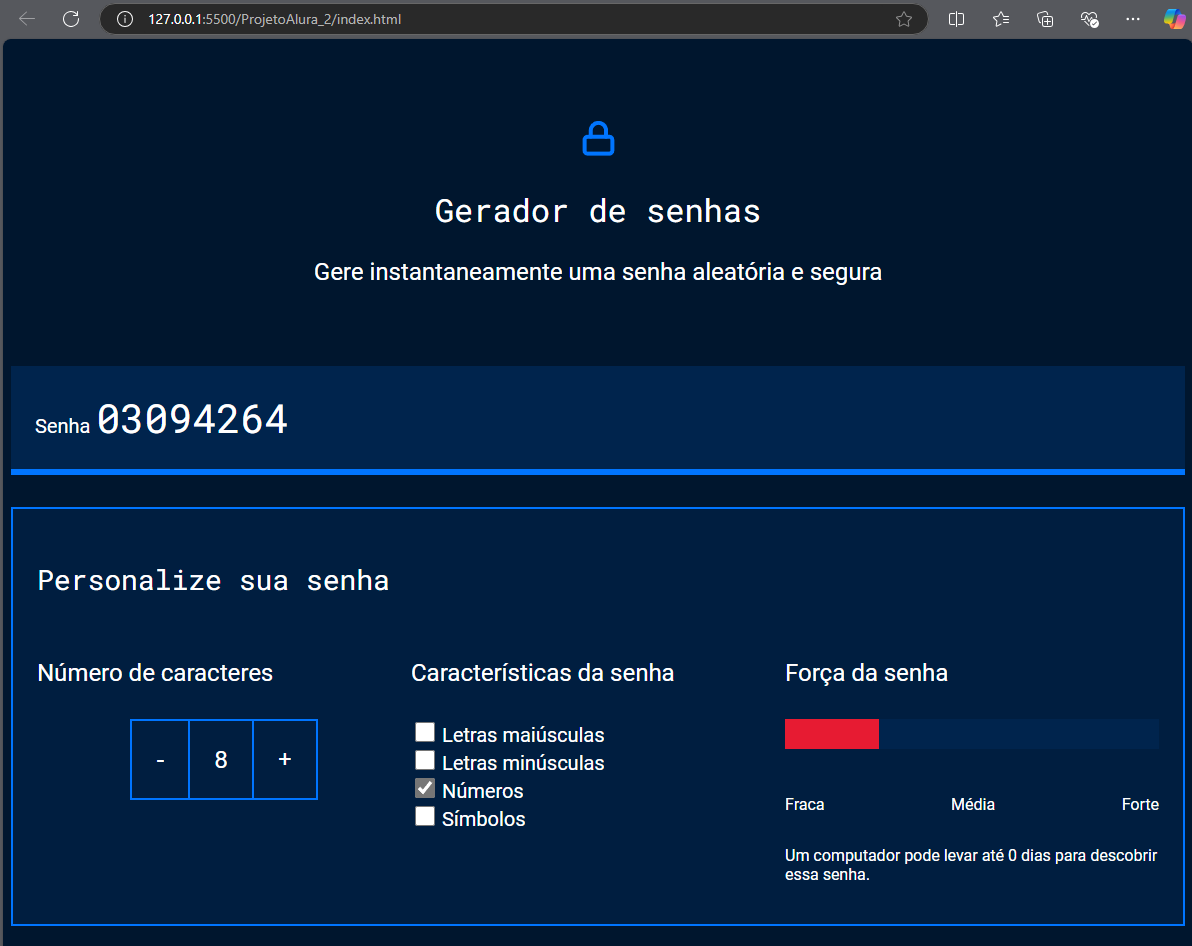 127.0.0.1:5500/ProjetoAlura_2/index.html
Gerador de senhas
Gere instantaneamente uma senha aleatória e segura
Senha 03094264
Personalize sua senha
Número de caracteres
- 8 +
Características da senha
Letras maiúsculas
Letras minúsculas
Números
Símbolos
Força da senha
Fraca Média Forte
Um computador pode levar até 0 dias para descobrir
essa senha.